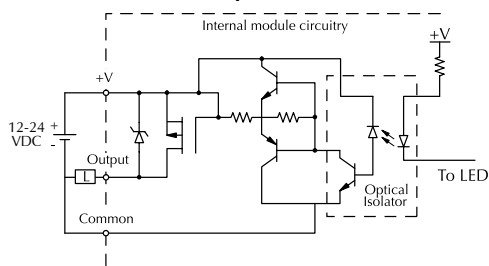 Internal module circuitry
+V
+V
12-24
VDC
+
-
Output
L
Optical
Isolator
To LED
Common